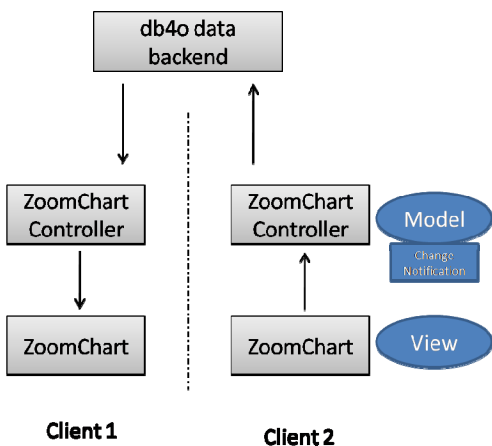 db4o data
backend
ZoomChart
Controller
ZoomChart
Controller
Model
Change
Notification
ZoomChart
ZoomChart
View
Client 1
Client 2